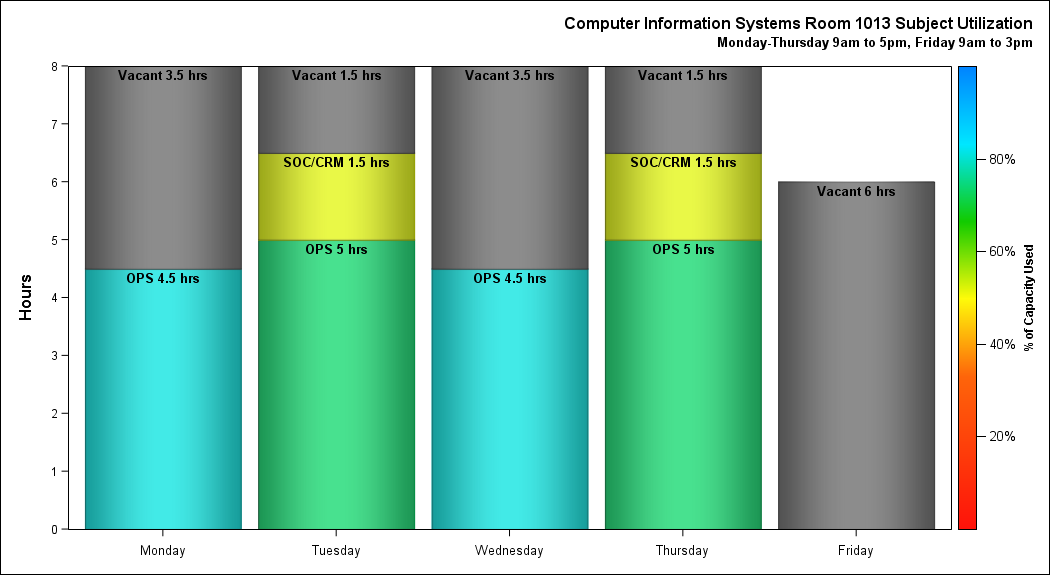 Computer Information Systems Room 1013 Subject Utilization
Monday-Thursday 9am to 5pm, Friday 9am to 3pm
8
7
6
5
4
3
2
1
0
Hours
Vacant 3.5 hrs
OPS 4.5 hrs
Vacant 1.5 hrs
SOC/CRM 1.5 hrs
OPS 5 hrs
Vacant 3.5 hrs
OPS 4.5 hrs
Vacant 1.5 hrs
SOC/CRM 1.5 hrs
OPS 5 hrs
Vacant 6 hrs
Monday
Tuesday
Wednesday
Thursday
Friday
80%
60%
40%
20%
% of Capacity Used